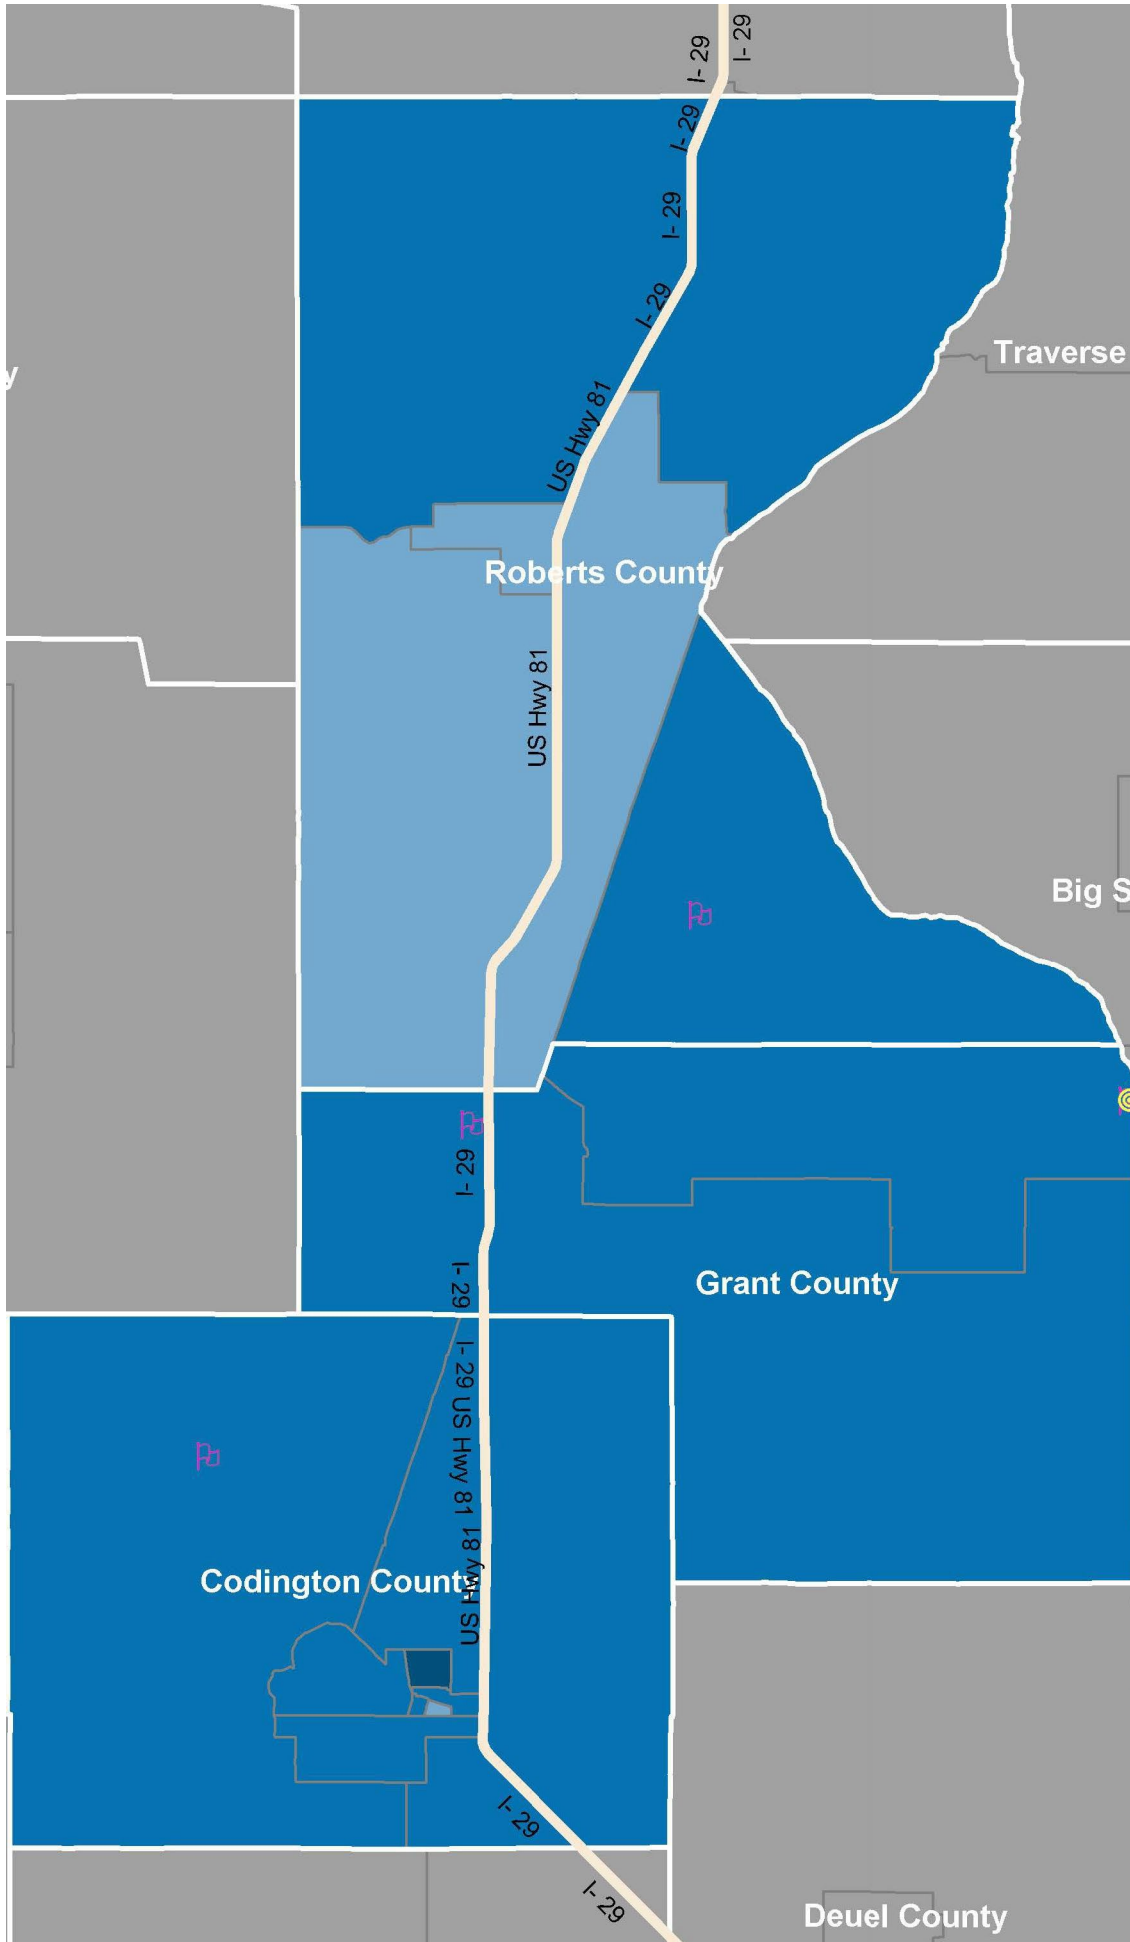 I- 29
I- 29
I- 29
I- 29
I- 29
Traverse
y
US Hwy 81
Roberts County
US Hwy 81
Big S
I- 29
Grant County
I- 29
I- 29
US Hwy 81
US Hwy 81
Codington County
I- 29
I- 29
Deuel County